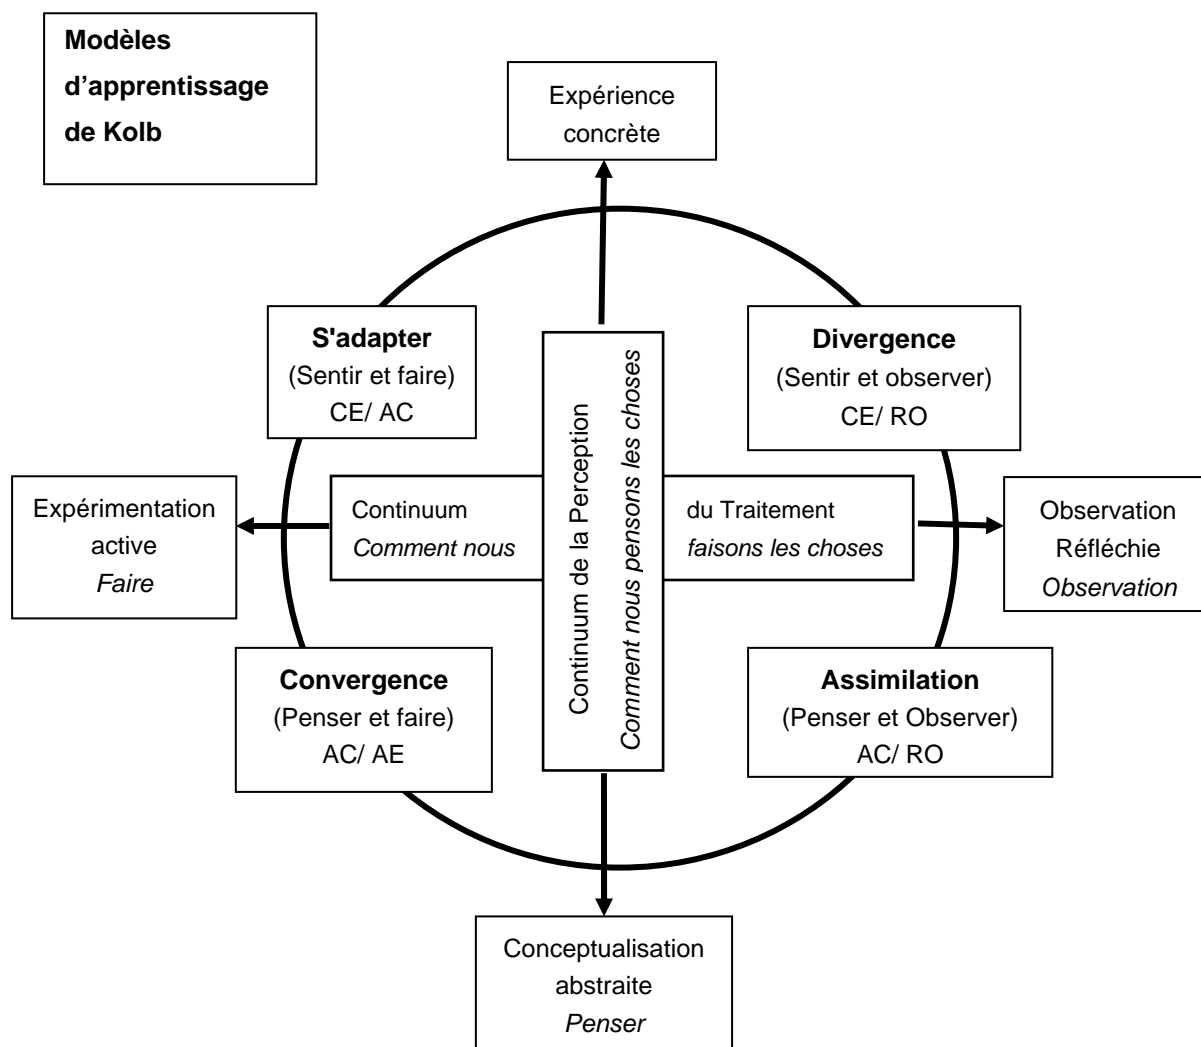 Modèles
d’apprentissage
de Kolb
Expérience
concrète
S'adapter
(Sentir et faire)
CE/ AC
Divergence
(Sentir et observer)
CE/ RO
Continuum de la Perception
Comment nous pensons les choses
Expérimentation
active
Faire
Continuum
Comment nous
du Traitement
faisons les choses
Observation
Réfléchie
Observation
Convergence
(Penser et faire)
AC/ AE
Assimilation
(Penser et Observer)
AC/ RO
Conceptualisation
abstraite
Penser